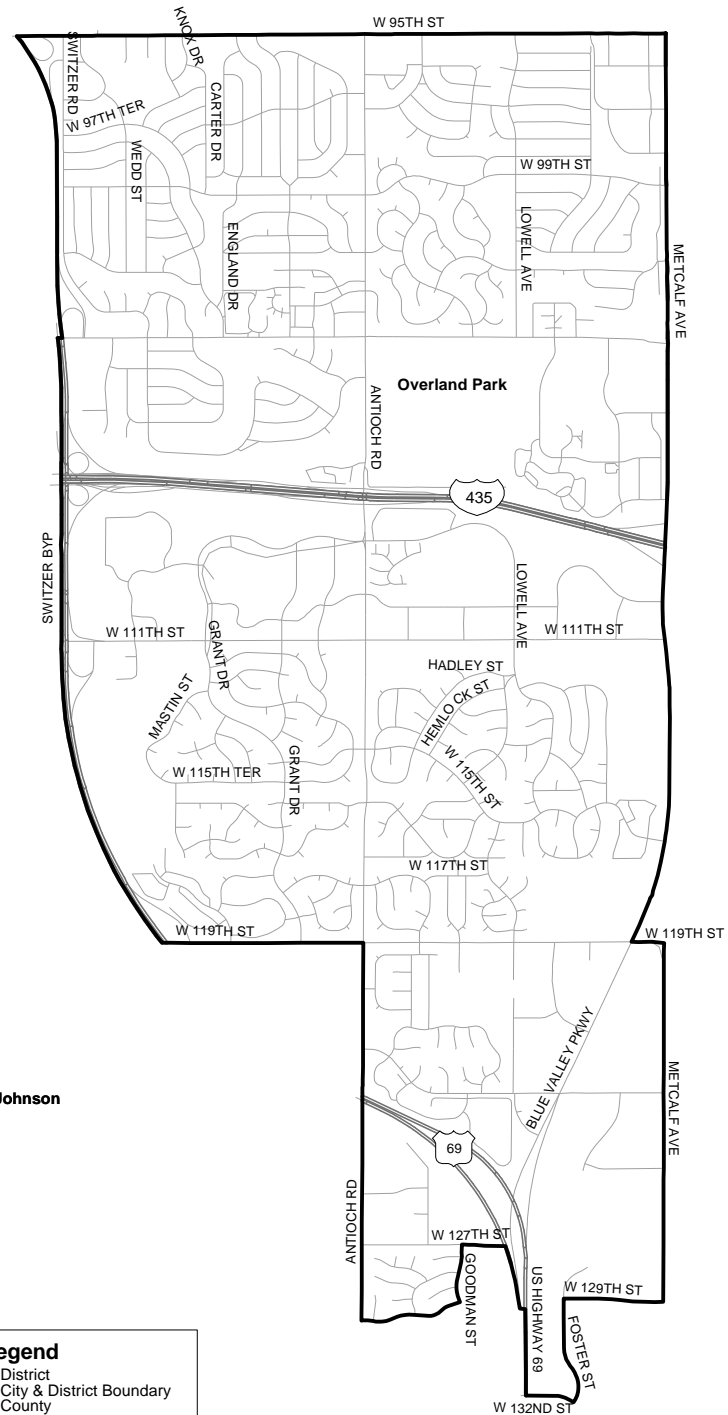 W 95TH ST
KNOX DR
SWITZER RD
CARTER DR
W 97TH TER
WEDD ST
W 99TH ST
LOWELL AVE
ENGLAND DR
METCALF AVE
Overland Park
ANTIOCH RD
435
SWITZER BYP
LOWELL AVE
W 111TH ST
W 111TH ST
GRANT DR
HADLEY ST
MASTIN ST
HEMLO CK ST
W 115TH ST
W 115TH TER
GRANT DR
W 117TH ST
W 119TH ST
W 119TH ST
BLUE VALLEY PKWY
METCALF AVE
Johnson
69
ANTIOCH RD
W 127TH ST
GOODMAN ST
US HIGHWAY 69
W 129TH ST
FOSTER ST
W 132ND ST
egend
District
City & District Boundary
County